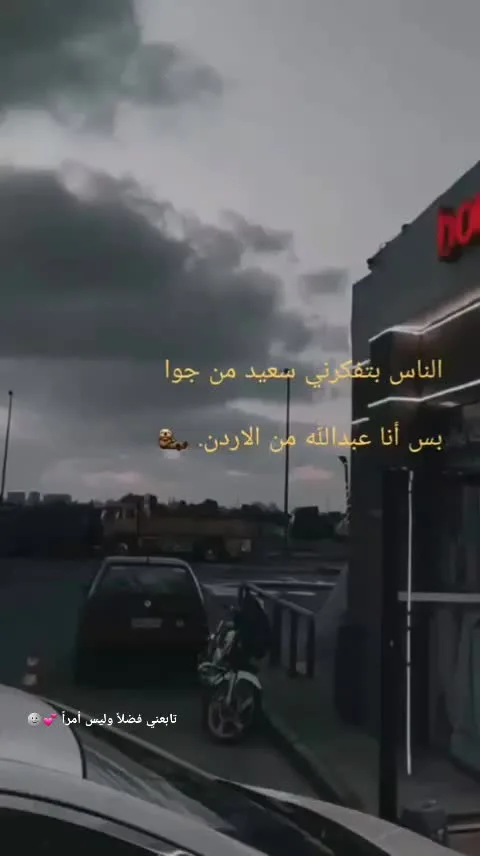 الناس بتفكرني سعيد من جوا
بس أنا عبدالله من الاردن. 🦥
تابعني فضلاً وليس أمراً 💞🌚